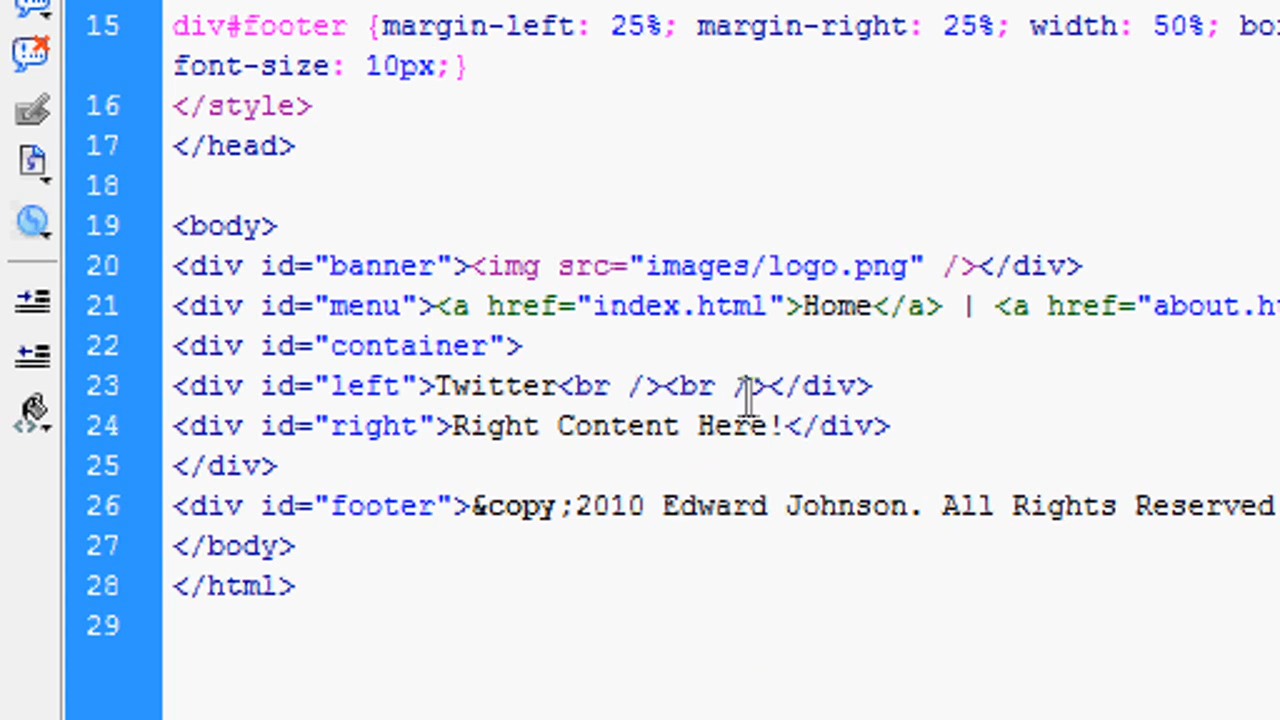 15 div#footer {margin-left: 25%; margin-right: 25%; width: 50%;
font-size: 10px;}
16 </style>
17 </head>
18
19 <body>
20 <div id="banner"><img src="images/logo.png" /></div>
21 <div id="menu"><a href="index.html">Home</a> | <a href="about.h
22 <div id="container">
23 <div id="left">Twitter<br /><br /></div>
24 <div id="right">Right Content Here!</div>
25 </div>
26 <div id="footer">&copy;2010 Edward Johnson. All Rights Reserved
27 </body>
28 </html>
29